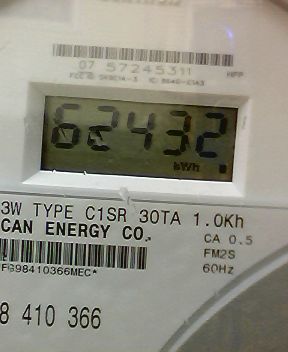 07 57245311
HPP
62432
kWh
3W TYPE C1SR 30TA 1.0Kh
CAN ENERGY CO.
CA 0.5
FM2S
60Hz
FG98410366MEC*
8 410 366